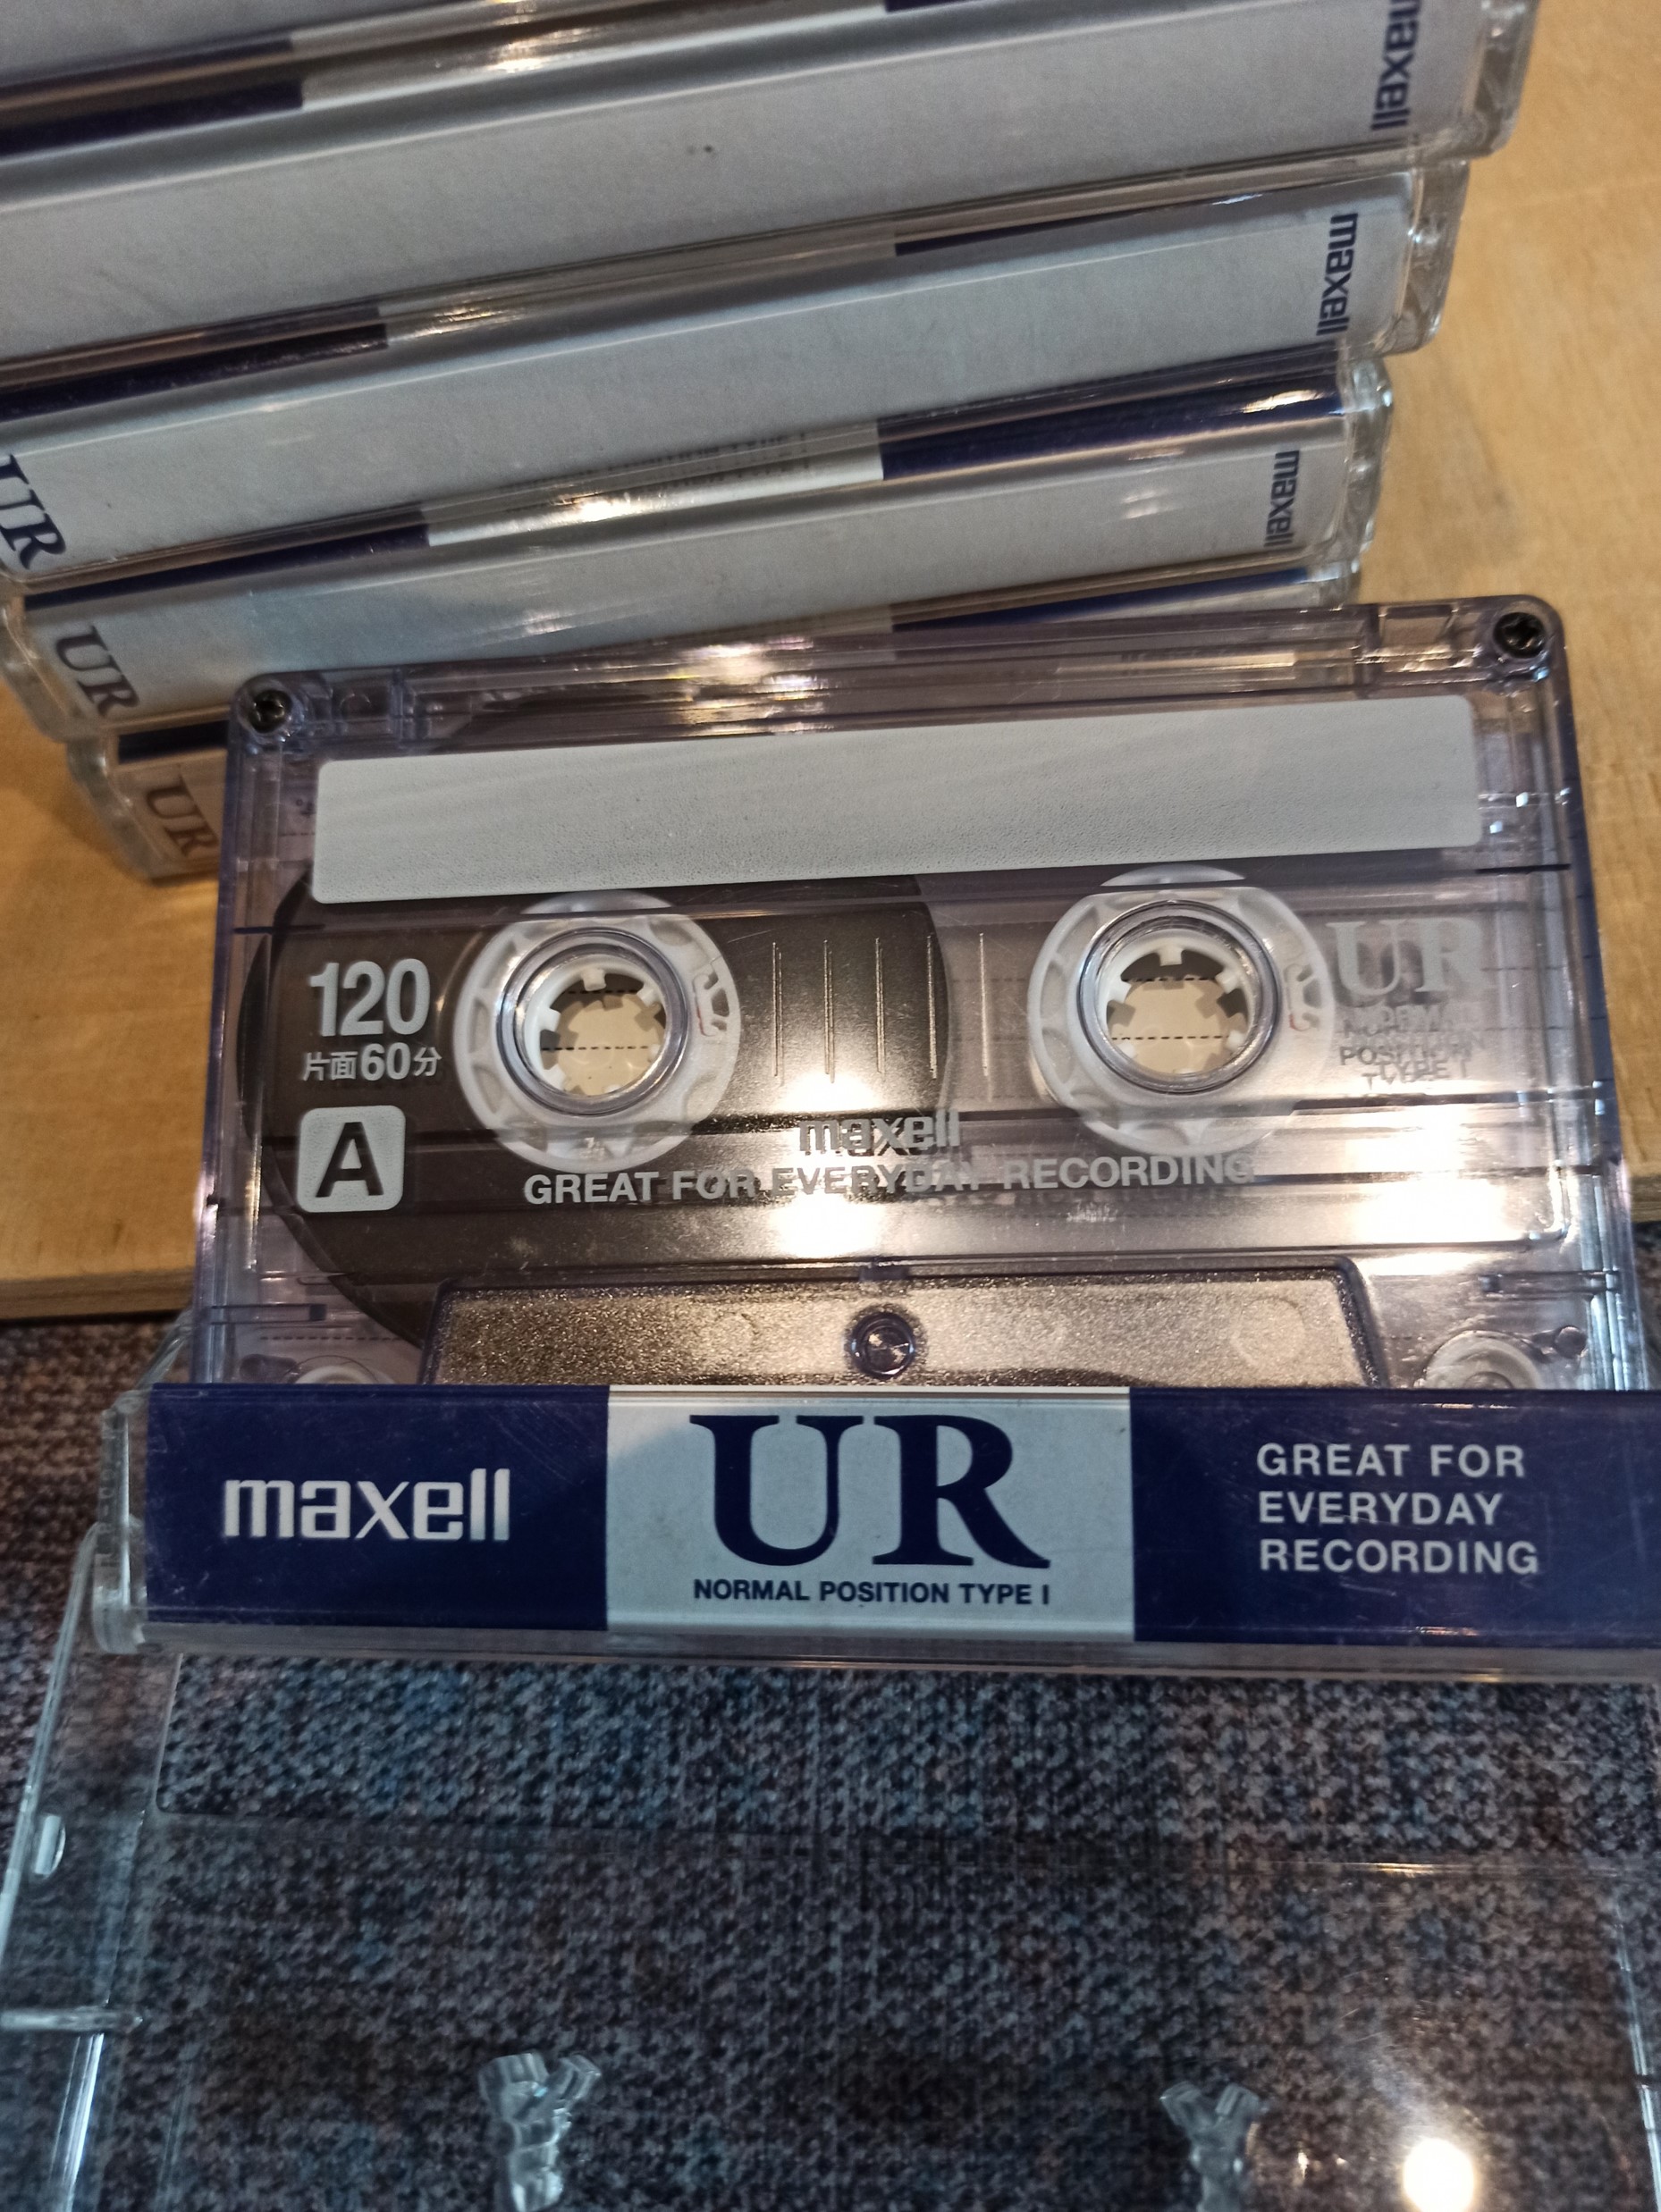 maxell
maxell
UR
maxell
UR
UR
120
片面60分
A
UR
NORMAL
POSITION
TYPE I
maxell
GREAT FOR EVERYDAY RECORDING
maxell
UR
NORMAL POSITION TYPE I
GREAT FOR
EVERYDAY
RECORDING